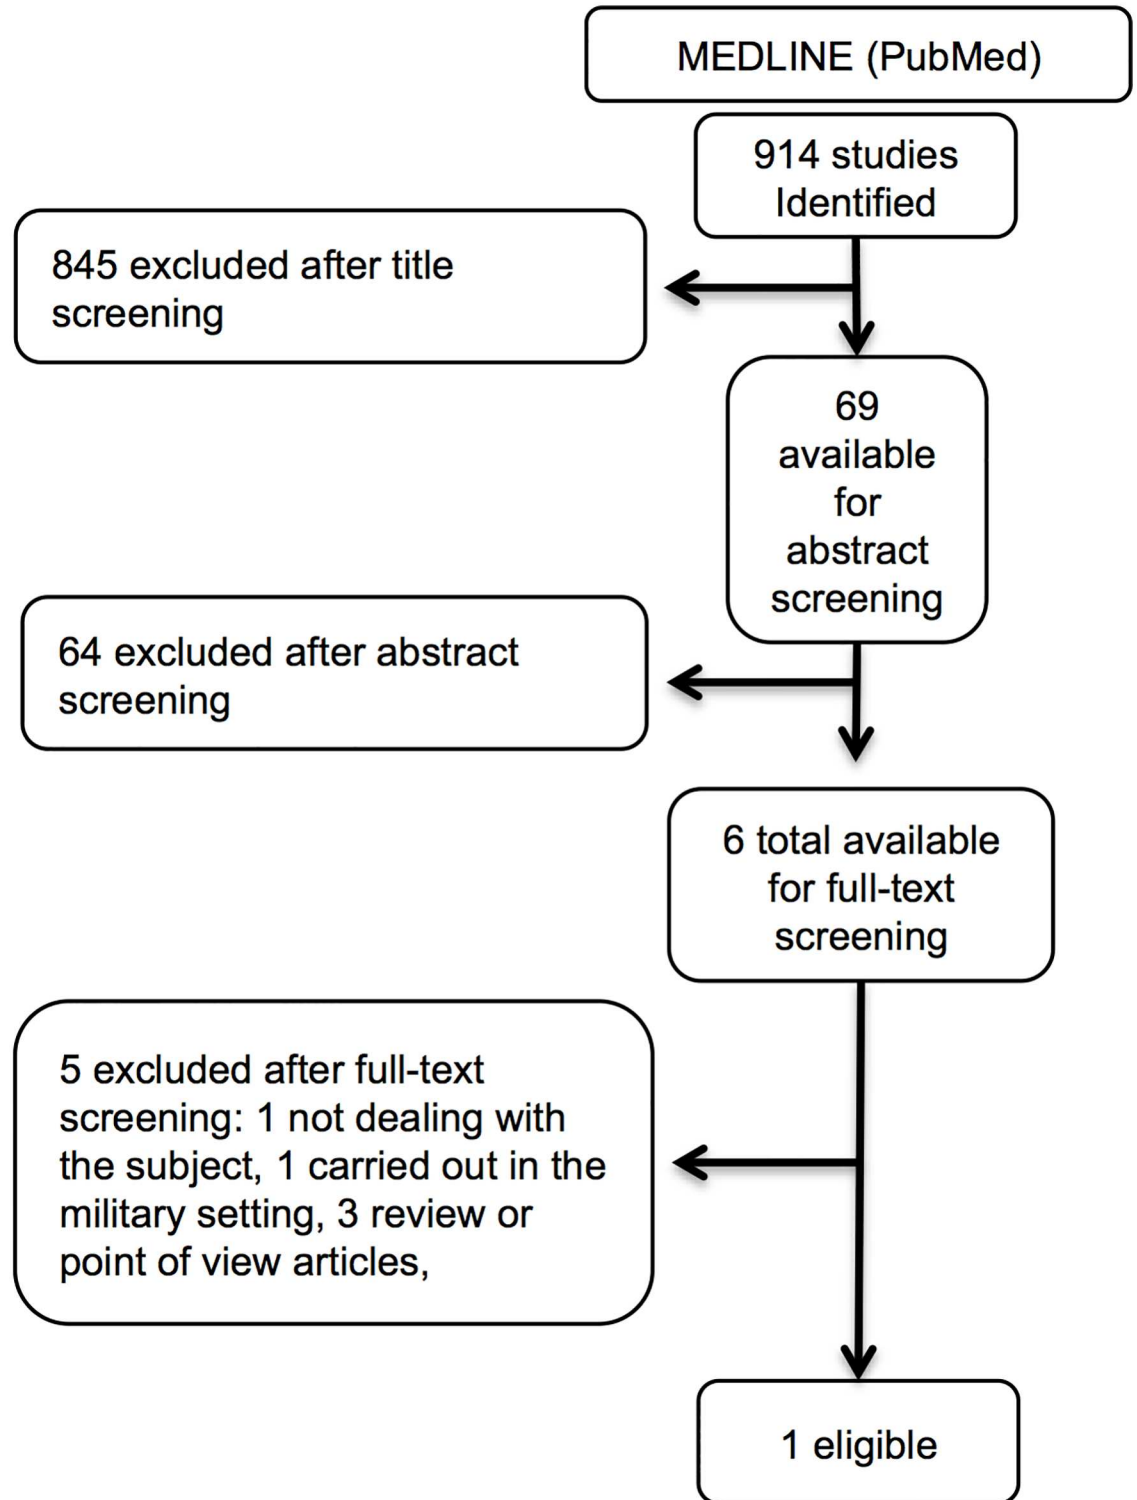 MEDLINE (PubMed)
914 studies
Identified
845 excluded after title
screening
69
available
for
abstract
screening
64 excluded after abstract
screening
6 total available
for full-text
screening
5 excluded after full-text
screening: 1 not dealing with
the subject, 1 carried out in the
military setting, 3 review or
point of view articles,
1 eligible